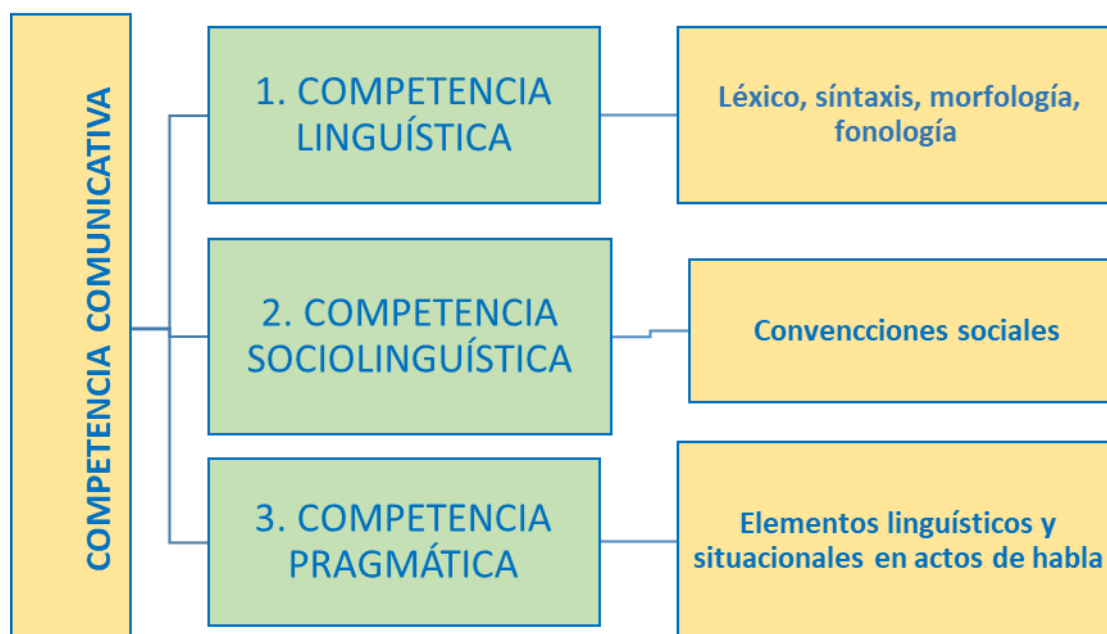 COMPETENCIA COMUNICATIVA
1. COMPETENCIA
LINGUÍSTICA
Léxico, síntaxis, morfología,
fonología
2. COMPETENCIA
SOCIOLINGUÍSTICA
Convencciones sociales
3. COMPETENCIA
PRAGMÁTICA
Elementos linguísticos y
situacionales en actos de habla